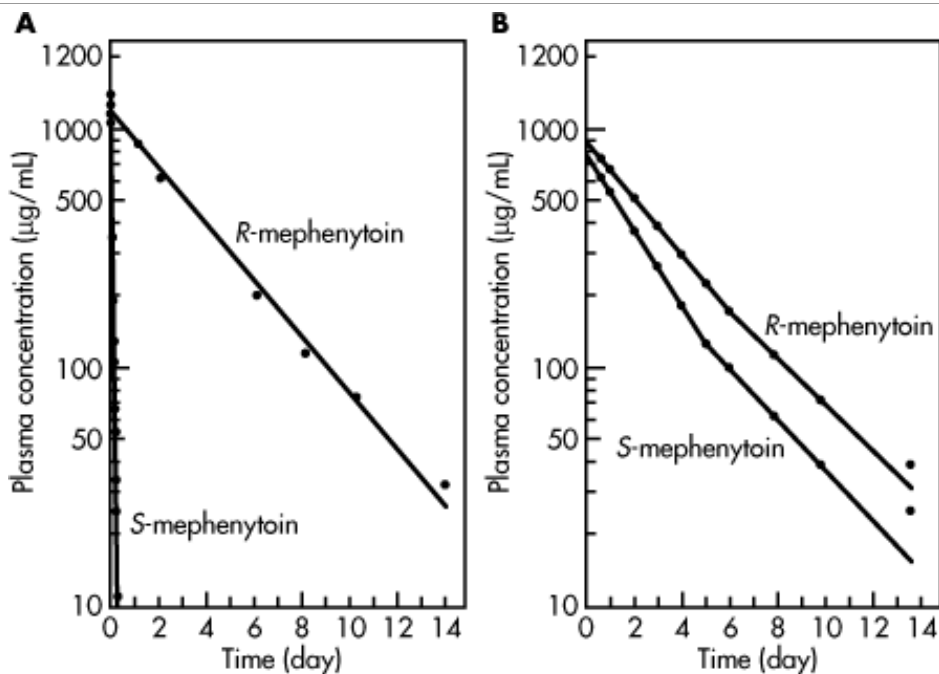 A
Plasma concentration (µg/mL)
1200
1000
500
100
50
10
R-mephenytoin
S-mephenytoin
0 2 4 6 8 10 12 14
Time (day)
B
Plasma concentration (µg/mL)
1200
1000
500
100
50
10
R-mephenytoin
S-mephenytoin
0 2 4 6 8 10 12 14
Time (day)